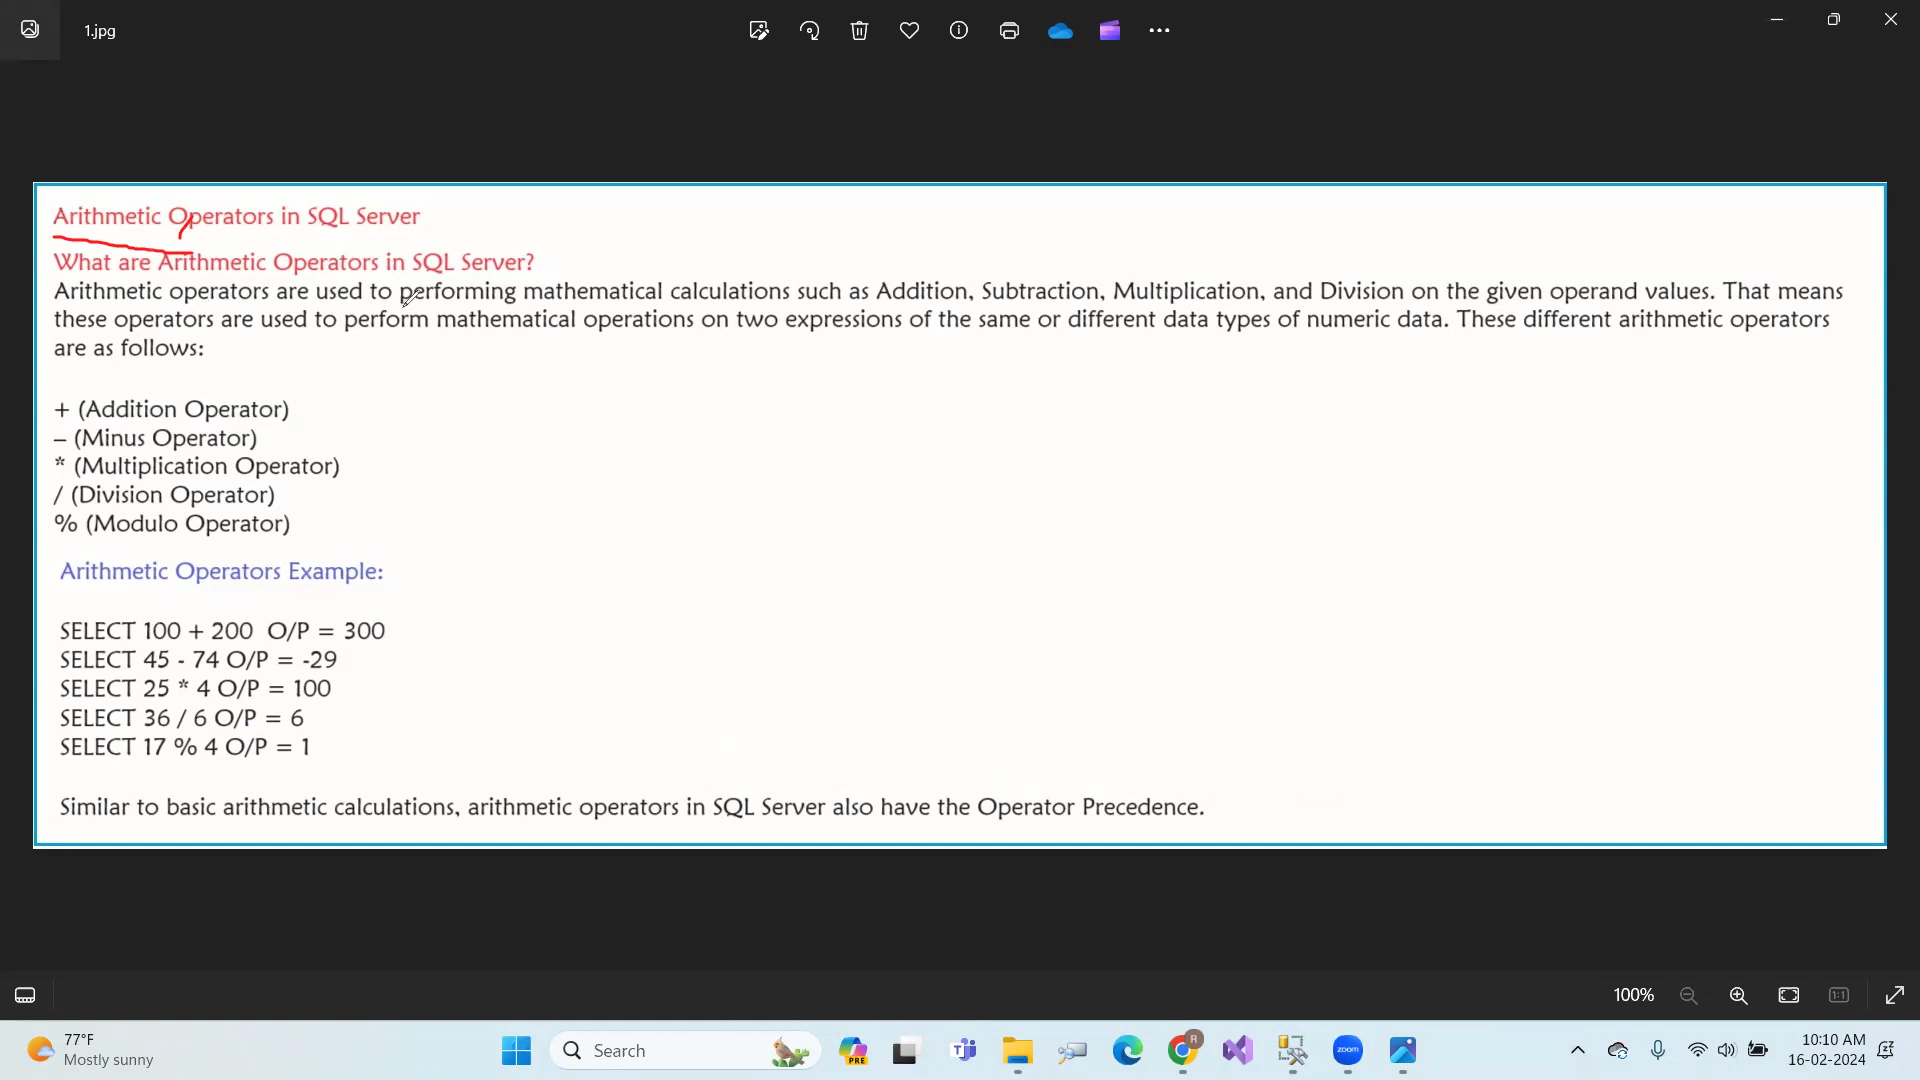 1.jpg
Arithmetic Operators in SQL Server
What are Arithmetic Operators in SQL Server?
Arithmetic operators are used to performing mathematical calculations such as Addition, Subtraction, Multiplication, and Division on the given operand values. That means
these operators are used to perform mathematical operations on two expressions of the same or different data types of numeric data. These different arithmetic operators
are as follows:
+ (Addition Operator)
– (Minus Operator)
* (Multiplication Operator)
/ (Division Operator)
% (Modulo Operator)
Arithmetic Operators Example:
SELECT 100 + 200  O/P = 300
SELECT 45 - 74 O/P = -29
SELECT 25 * 4 O/P = 100
SELECT 36 / 6 O/P = 6
SELECT 17 % 4 O/P = 1
Similar to basic arithmetic calculations, arithmetic operators in SQL Server also have the Operator Precedence.
100%
1:1
77°F
Mostly sunny
Search
PRE
R
zoom
10:10 AM
16-02-2024